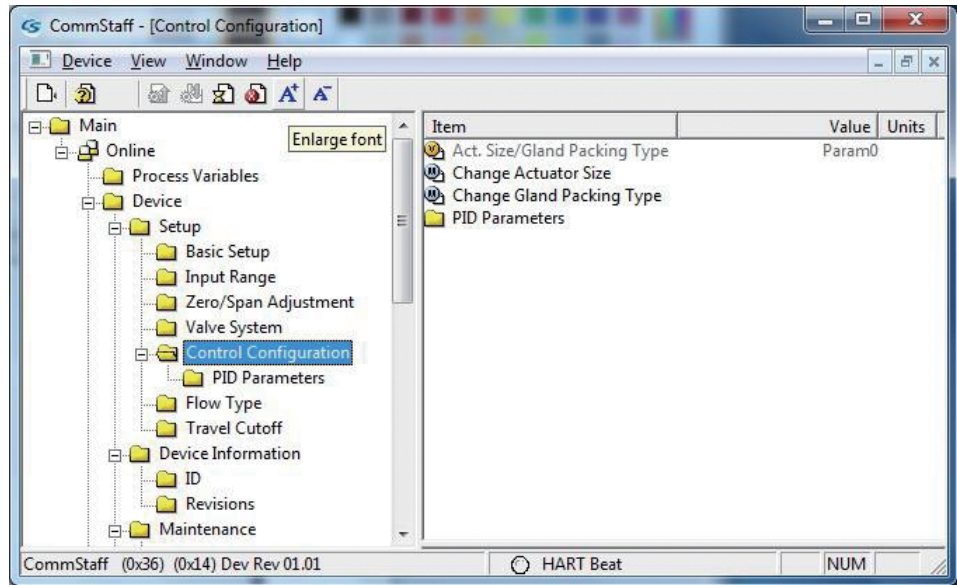 CommStaff - [Control Configuration]
Device View Window Help
A+ A-
Enlarge font
Main
Online
Process Variables
Device
Setup
Basic Setup
Input Range
Zero/Span Adjustment
Valve System
Control Configuration
PID Parameters
Flow Type
Travel Cutoff
Device Information
ID
Revisions
Maintenance
Item Value Units
Act. Size/Gland Packing Type Param0
Change Actuator Size
Change Gland Packing Type
PID Parameters
CommStaff (0x36) (0x14) Dev Rev 01.01 HART Beat NUM